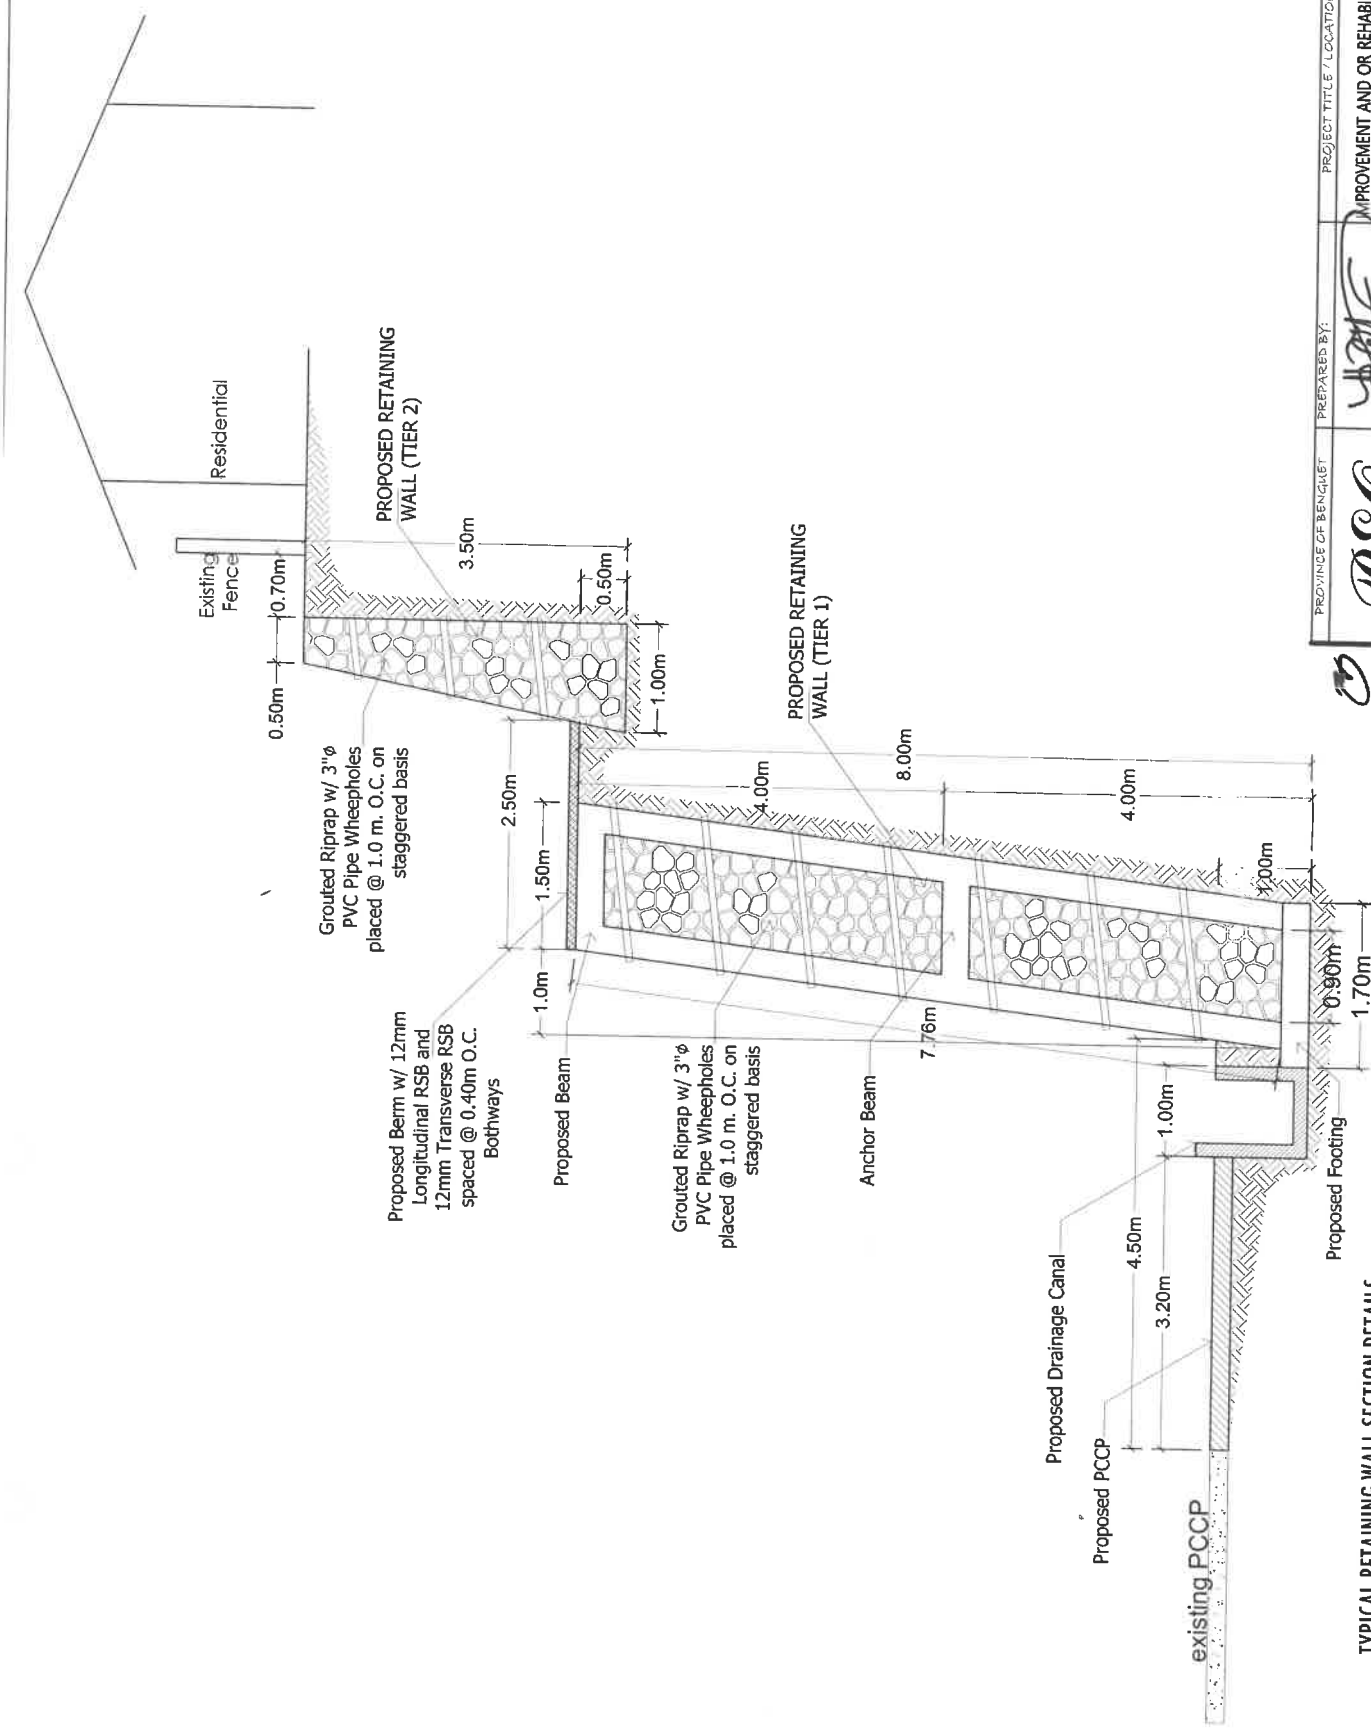 Residential
Existing
Fence
0.70m
0.50m
PROPOSED RETAINING
WALL (TIER 2)
3.50m
0.50m
1.00m
Grouted Riprap w/ 3"ø
PVC Pipe Wheepholes
placed @ 1.0 m. O.C. on
staggered basis
2.50m
1.50m
1.0m
Proposed Berm w/ 12mm
Longitudinal RSB and
12mm Transverse RSB
spaced @ 0.40m O.C.
Bothways
PROPOSED RETAINING
WALL (TIER 1)
8.00m
4.00m
4.00m
1.00m
Proposed Beam
Grouted Riprap w/ 3"ø
PVC Pipe Wheepholes
placed @ 1.0 m. O.C. on
staggered basis
7.76m
Anchor Beam
0.90m
1.70m
Proposed Drainage Canal
1.00m
4.50m
3.20m
Proposed PCCP
existing PCCP
Proposed Footing
TYPICAL RETAINING WALL SECTION DETAILS
PROVINCE OF BENGUET
PREPARED BY:
PROJECT TITLE / LOCATION
IMPROVEMENT AND OR